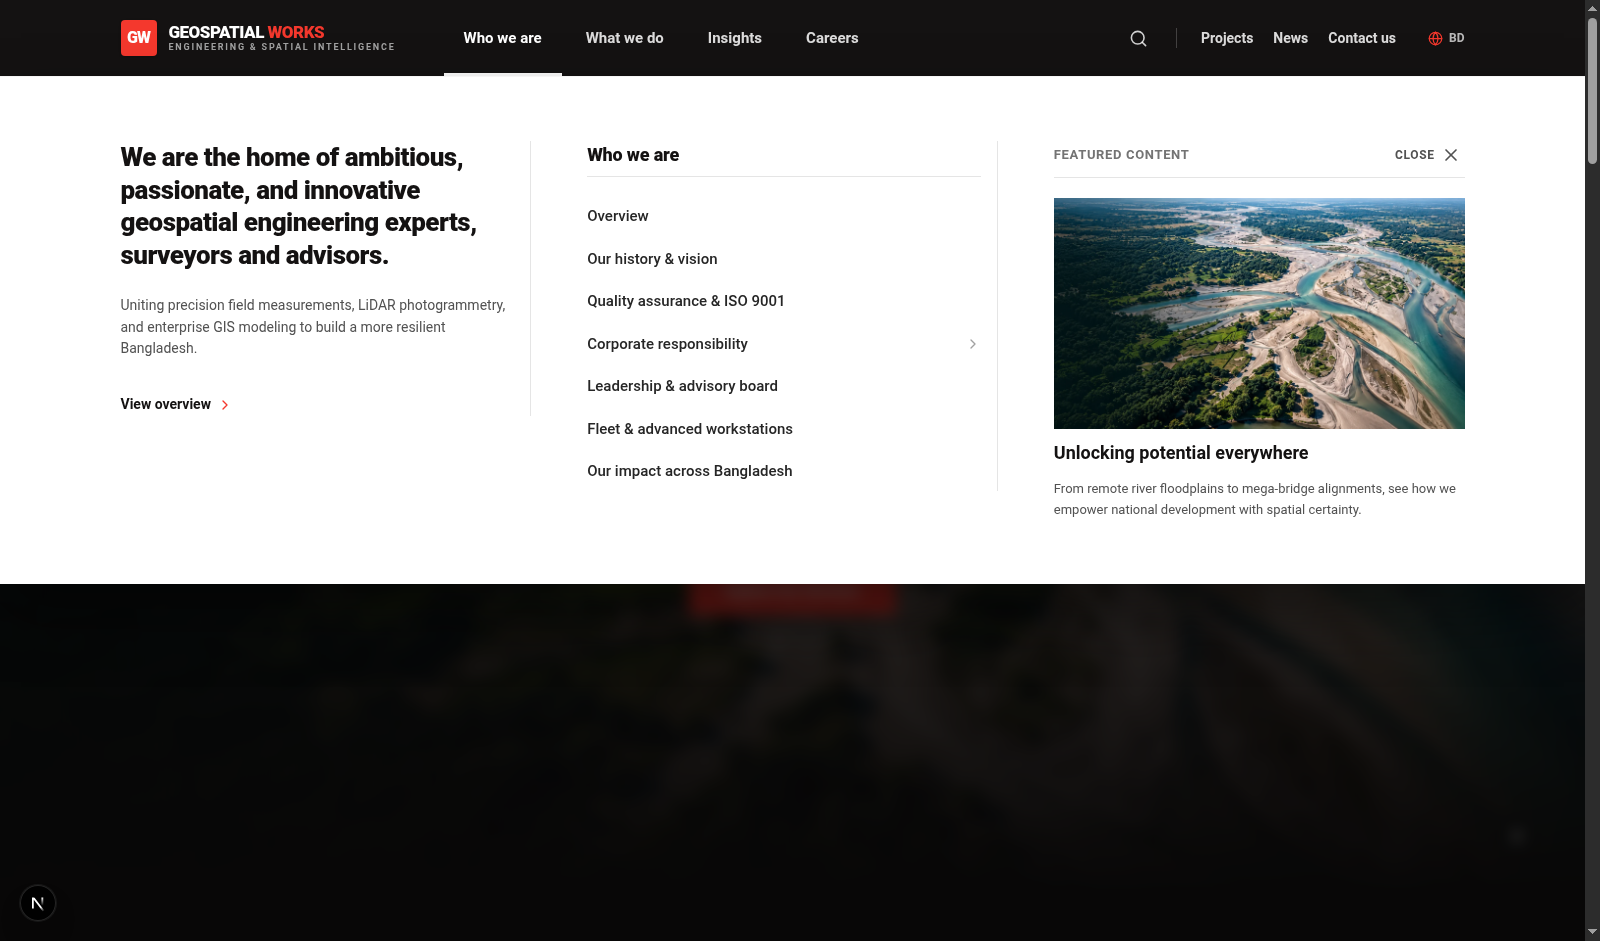 GW
GEOSPATIAL WORKS
ENGINEERING & SPATIAL INTELLIGENCE
Who we are
What we do
Insights
Careers
Projects
News
Contact us
BD
We are the home of ambitious,
passionate, and innovative
geospatial engineering experts,
surveyors and advisors.
Uniting precision field measurements, LiDAR photogrammetry,
and enterprise GIS modeling to build a more resilient
Bangladesh.
View overview
Who we are
Overview
Our history & vision
Quality assurance & ISO 9001
Corporate responsibility
Leadership & advisory board
Fleet & advanced workstations
Our impact across Bangladesh
FEATURED CONTENT
CLOSE
Unlocking potential everywhere
From remote river floodplains to mega-bridge alignments, see how we
empower national development with spatial certainty.
N